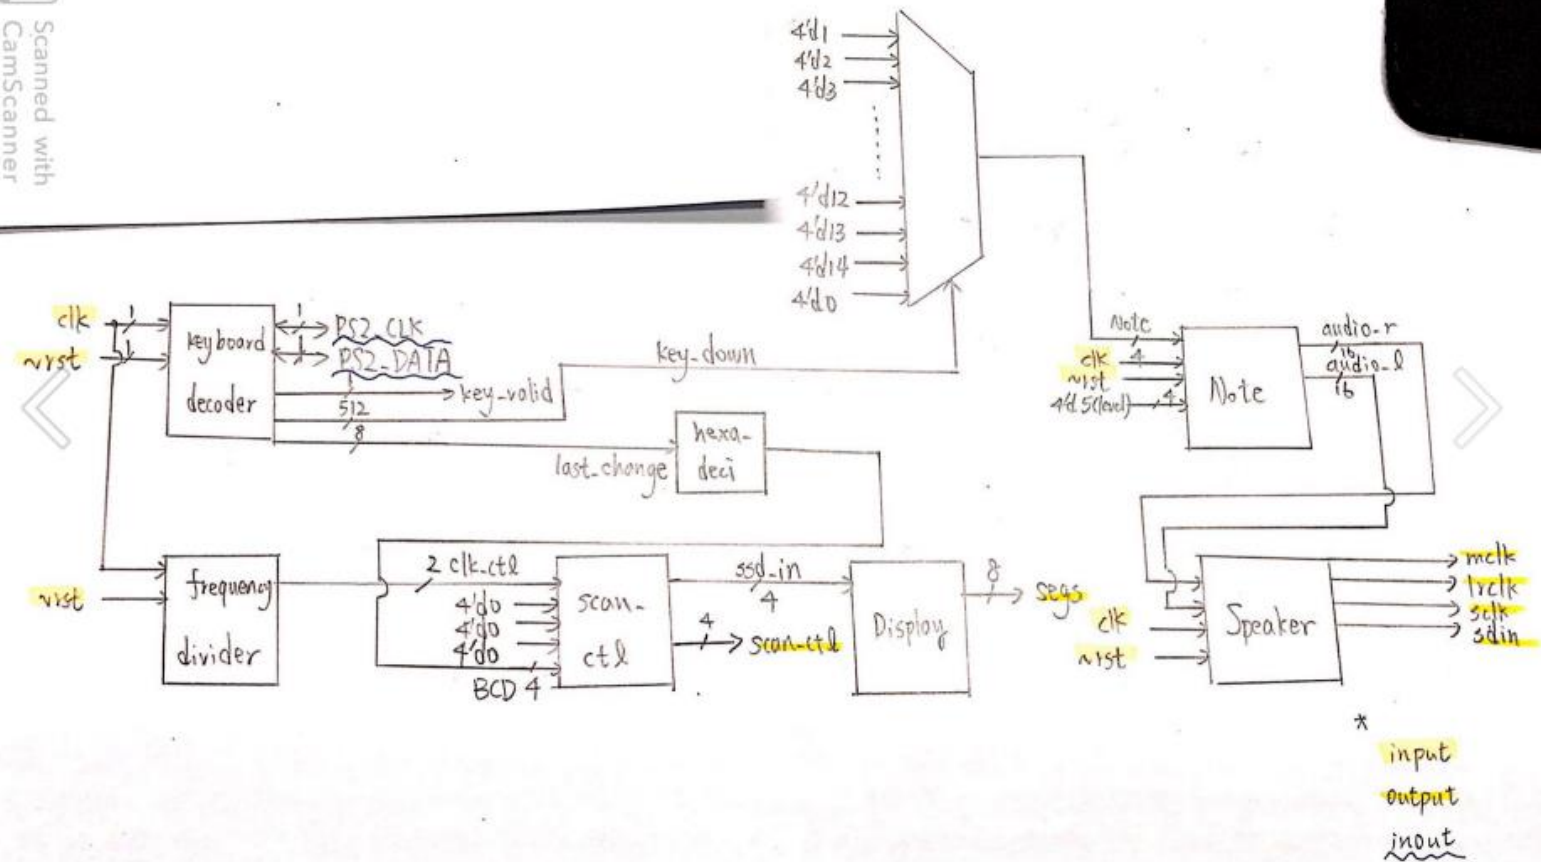 Scanned with
CamScanner
4'd1
4'd2
4'd3
4'd12
4'd13
4'd14
4'd0
clk
~rst
1
1
keyboard
decoder
1
PS2_CLK
1
PS2_DATA
1
key_valid
512
key_down
8
last_change
hexa-
deci
~rst
frequency
divider
2 clk_ctl
4'd0
4'd0
4'd0
BCD 4
scan-
ctl
ssd_in
4
4
scan-ctl
Display
8
segs
Note
4
clk
~rst
4'd5(level)
4
Note
audio_r
16
audio_l
16
clk
~rst
Speaker
mclk
lrclk
sclk
sdin
*
input
output
inout